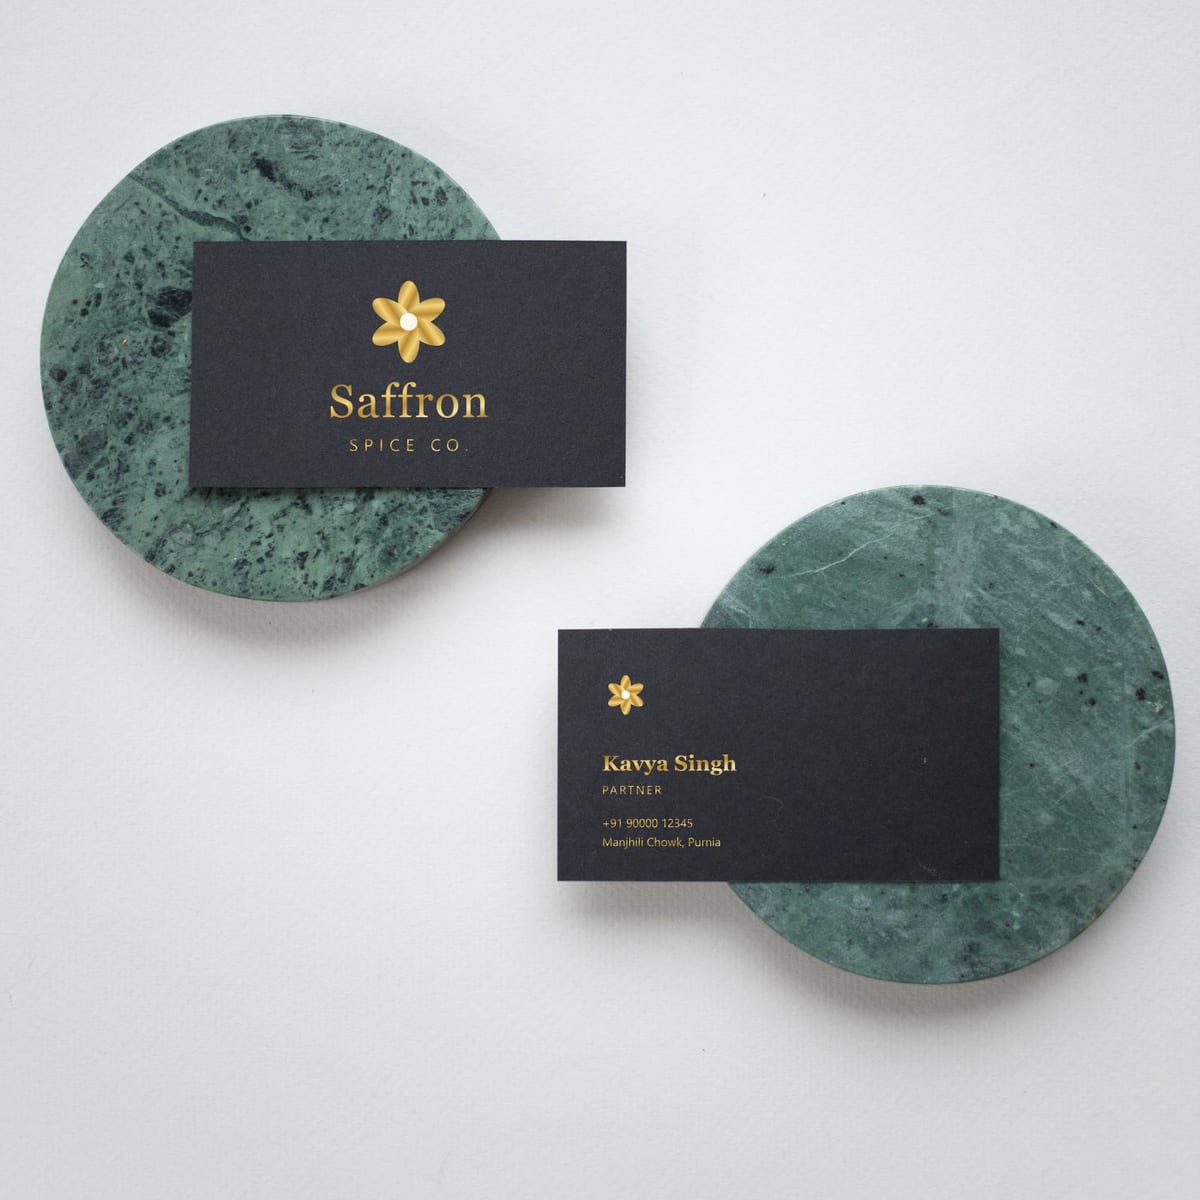 Saffron
SPICE CO.
Kavya Singh
PARTNER
+91 90000 12345
Manjhili Chowk, Purnia